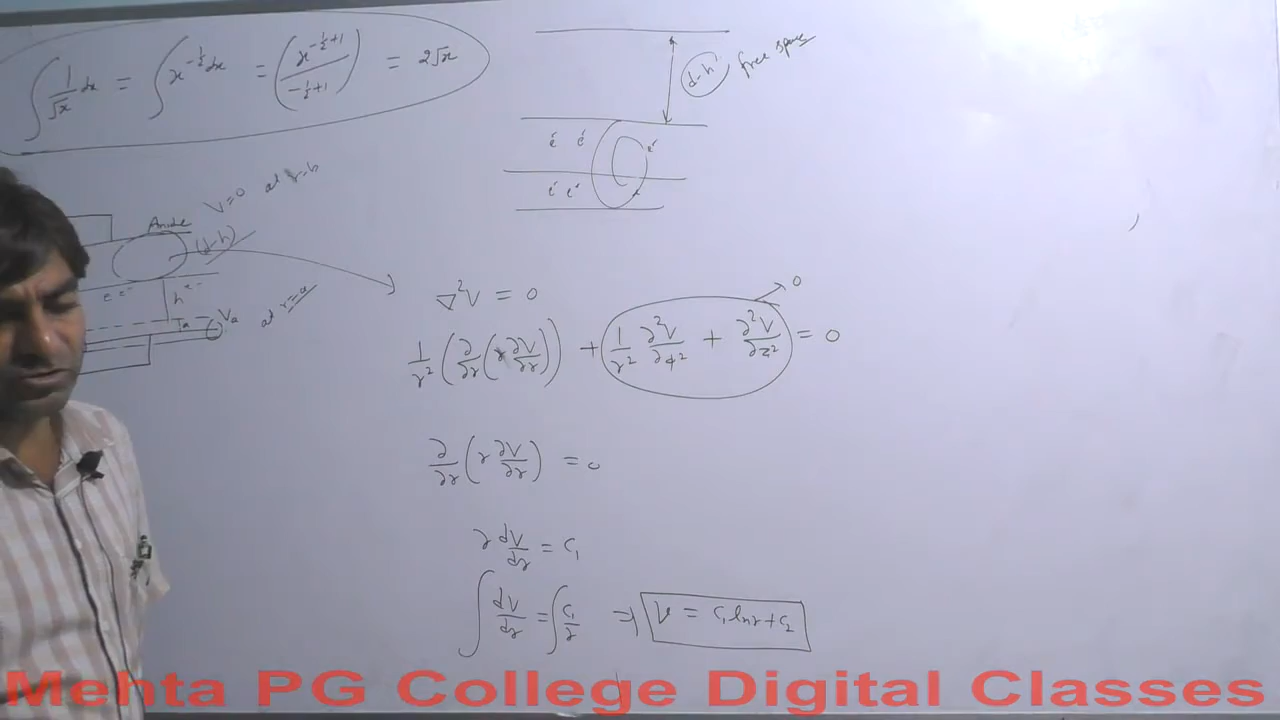 ∫ 1/√x dx = ∫ x^{-1/2} dx = (x^{-1/2+1} / -1/2+1) = 2√x
d-h
free space
e⁻ e⁻ e⁻
e⁻ e⁻
V=0 at r=b
Anode
(d-h)
e e⁻ h e⁻
Va
at r=a
∇²V = 0
1/r² (∂/∂r (r ∂V/∂r)) + 1/r² ∂²V/∂φ² + ∂²V/∂z² = 0
0
∂/∂r (r ∂V/∂r) = 0
r dV/dr = C₁
∫ dV/dr = ∫ C₁/r ⇒ V = C₁ ln r + C₂
Mehta PG College Digital Classes